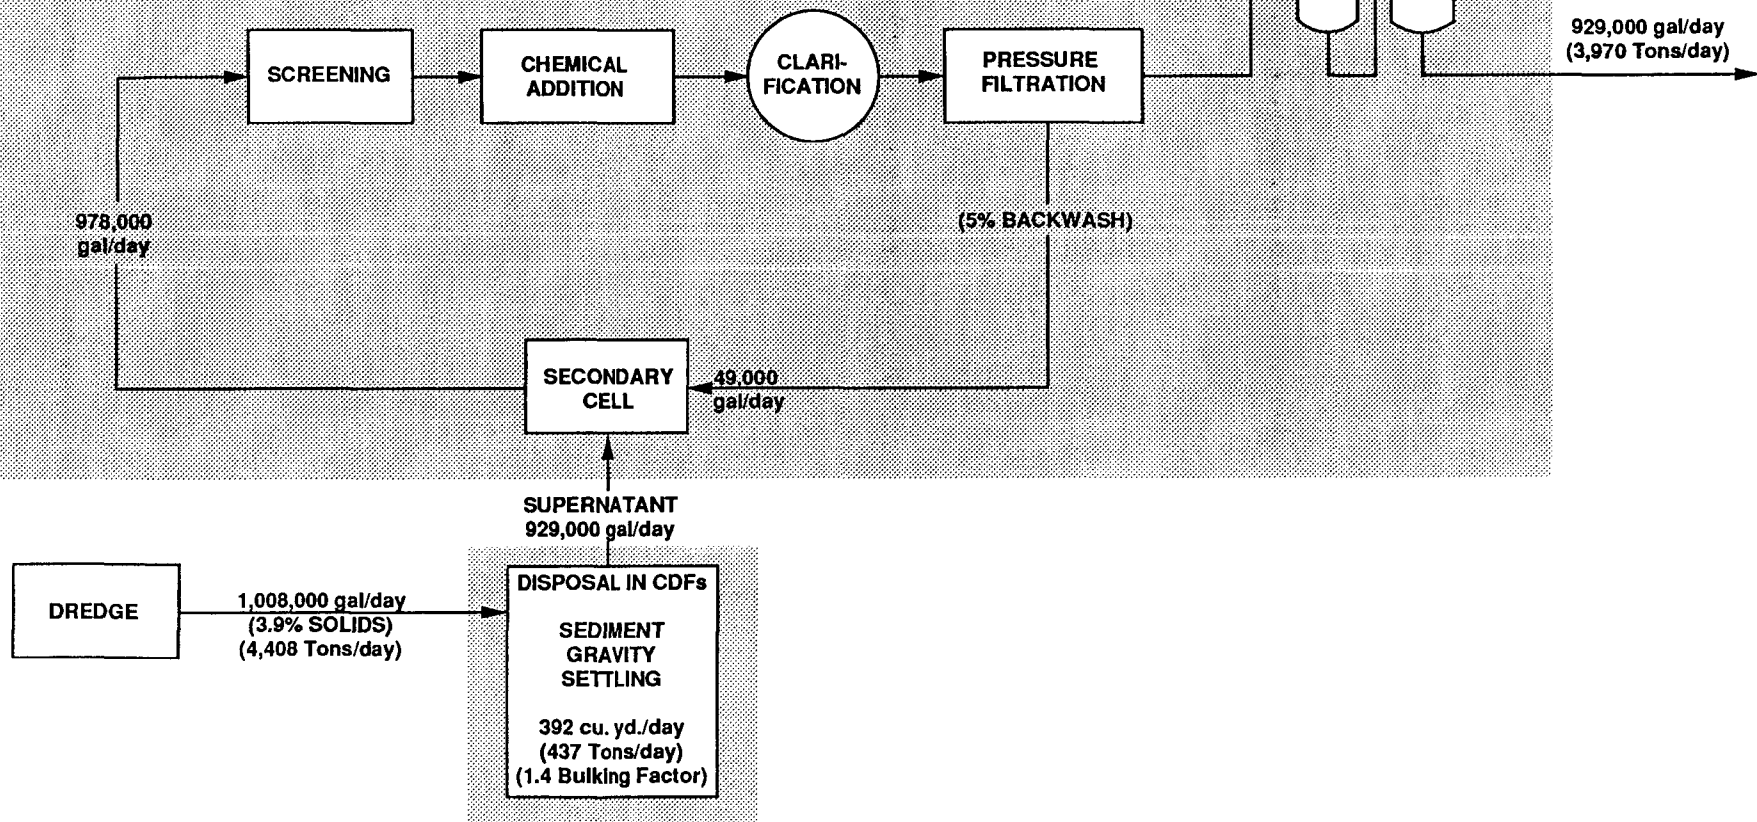 929,000 gal/day
(3,970 Tons/day)
SCREENING
CHEMICAL
ADDITION
CLARI-
FICATION
PRESSURE
FILTRATION
978,000
gal/day
(5% BACKWASH)
SECONDARY
CELL
49,000
gal/day
SUPERNATANT
929,000 gal/day
DREDGE
1,008,000 gal/day
(3.9% SOLIDS)
(4,408 Tons/day)
DISPOSAL IN CDFs
SEDIMENT
GRAVITY
SETTLING
392 cu. yd./day
(437 Tons/day)
(1.4 Bulking Factor)